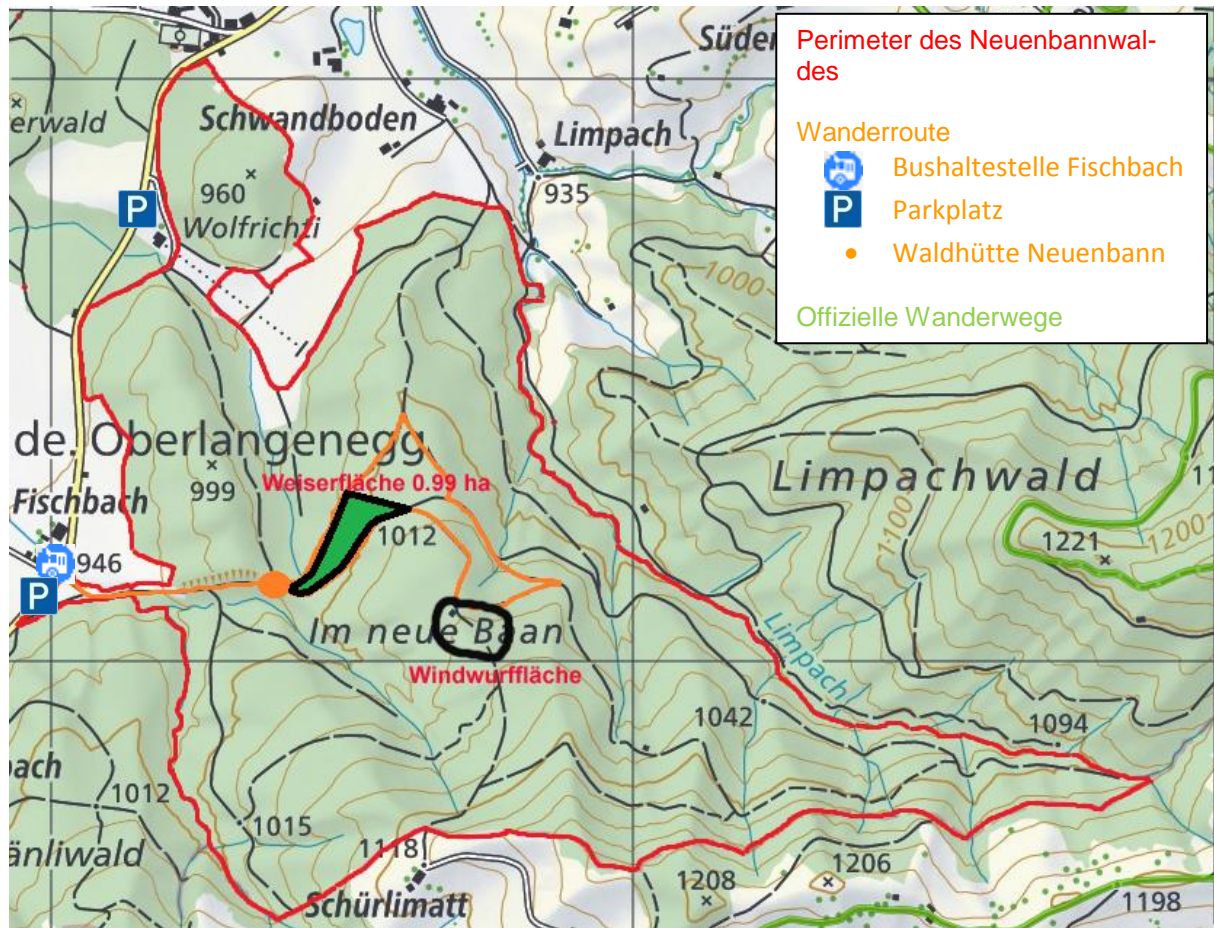 Süder
Perimeter des Neuenbannwal-
des
Wanderroute
Bushaltestelle Fischbach
P
Parkplatz
Waldhütte Neuenbann
Offizielle Wanderwege
erwald
Schwandboden
Limpach
960
935
P
Wolfrichti
1000
de. Oberlangenegg
999
Weiserfläche 0.99 ha
Limpachwald
11
Fischbach
1012
1100
1221
1200
946
P
Im neue Baan
Windwurffläche
Limpach
1042
1094
bach
1012
1015
änliwald
1118
1206
1208
Schürlimatt
1198